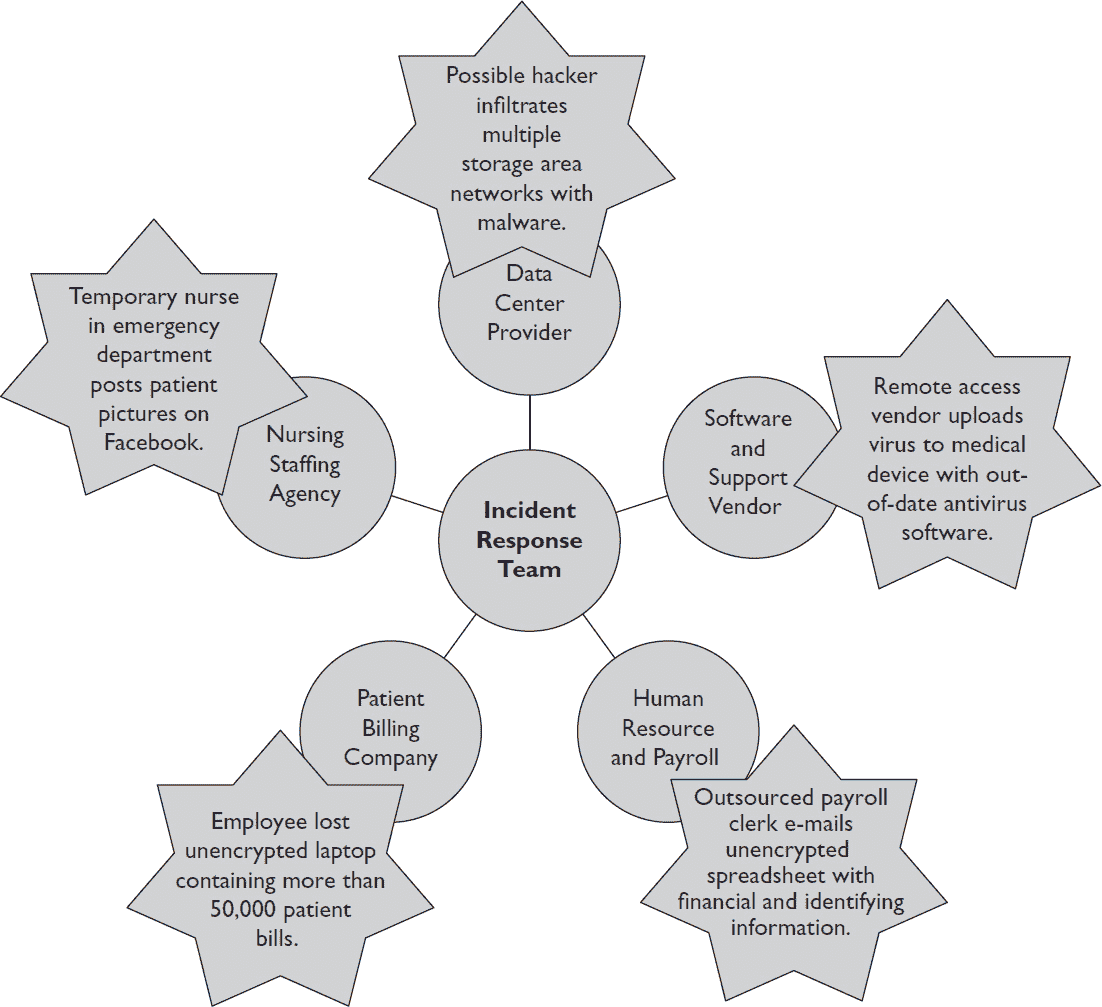 Possible hacker
infiltrates
multiple
storage area
networks with
malware.
Data
Center
Provider
Temporary nurse
in emergency
department
posts patient
pictures on
Facebook.
Nursing
Staffing
Agency
Software
and
Support
Vendor
Remote access
vendor uploads
virus to medical
device with out-
of-date antivirus
software.
Incident
Response
Team
Patient
Billing
Company
Employee lost
unencrypted laptop
containing more than
50,000 patient
bills.
Human
Resource
and Payroll
Outsourced payroll
clerk e-mails
unencrypted
spreadsheet with
financial and identifying
information.